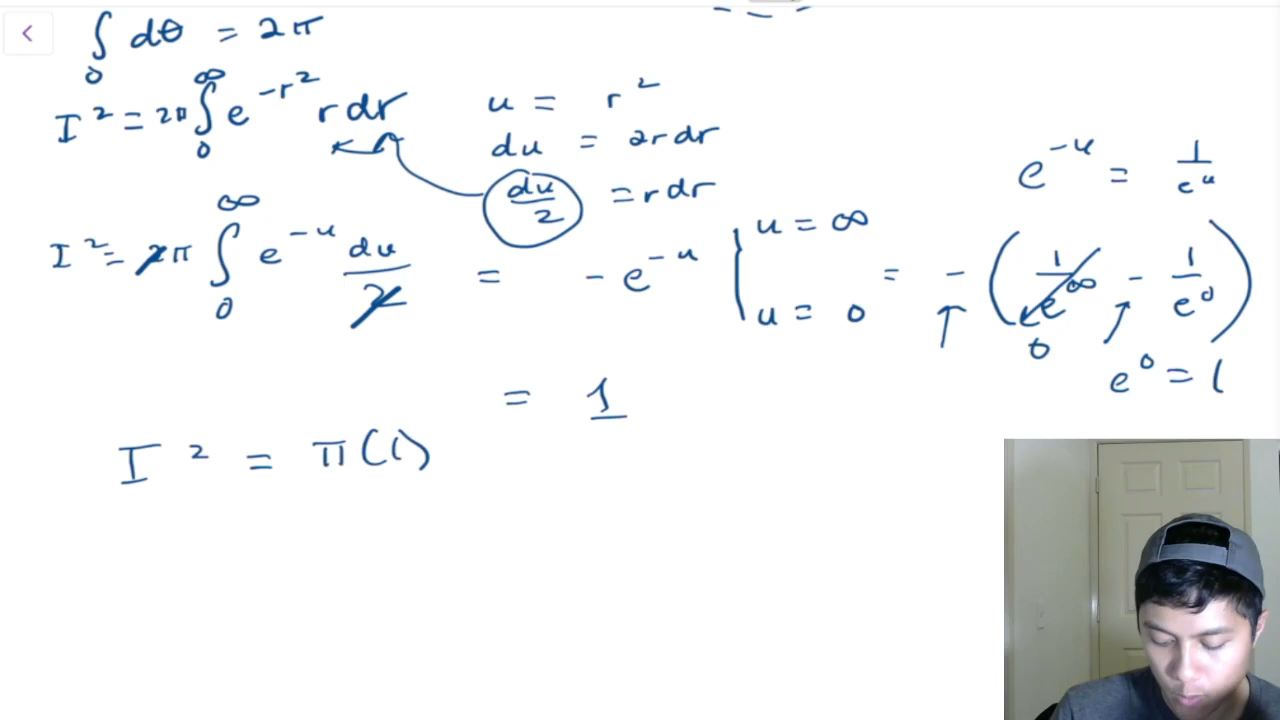 ∫₀ dθ = 2π
I² = 2π ∫₀^∞ e^(-r²) r dr
u = r²
du = 2r dr
du/2 = r dr
e^(-u) = 1/e^u
I² = 2π ∫₀^∞ e^(-u) du/2 = -e^(-u) | u = ∞ u = 0 = -(1/e^∞ - 1/e^0)
0
e^0 = 1
= 1
I² = π(1)